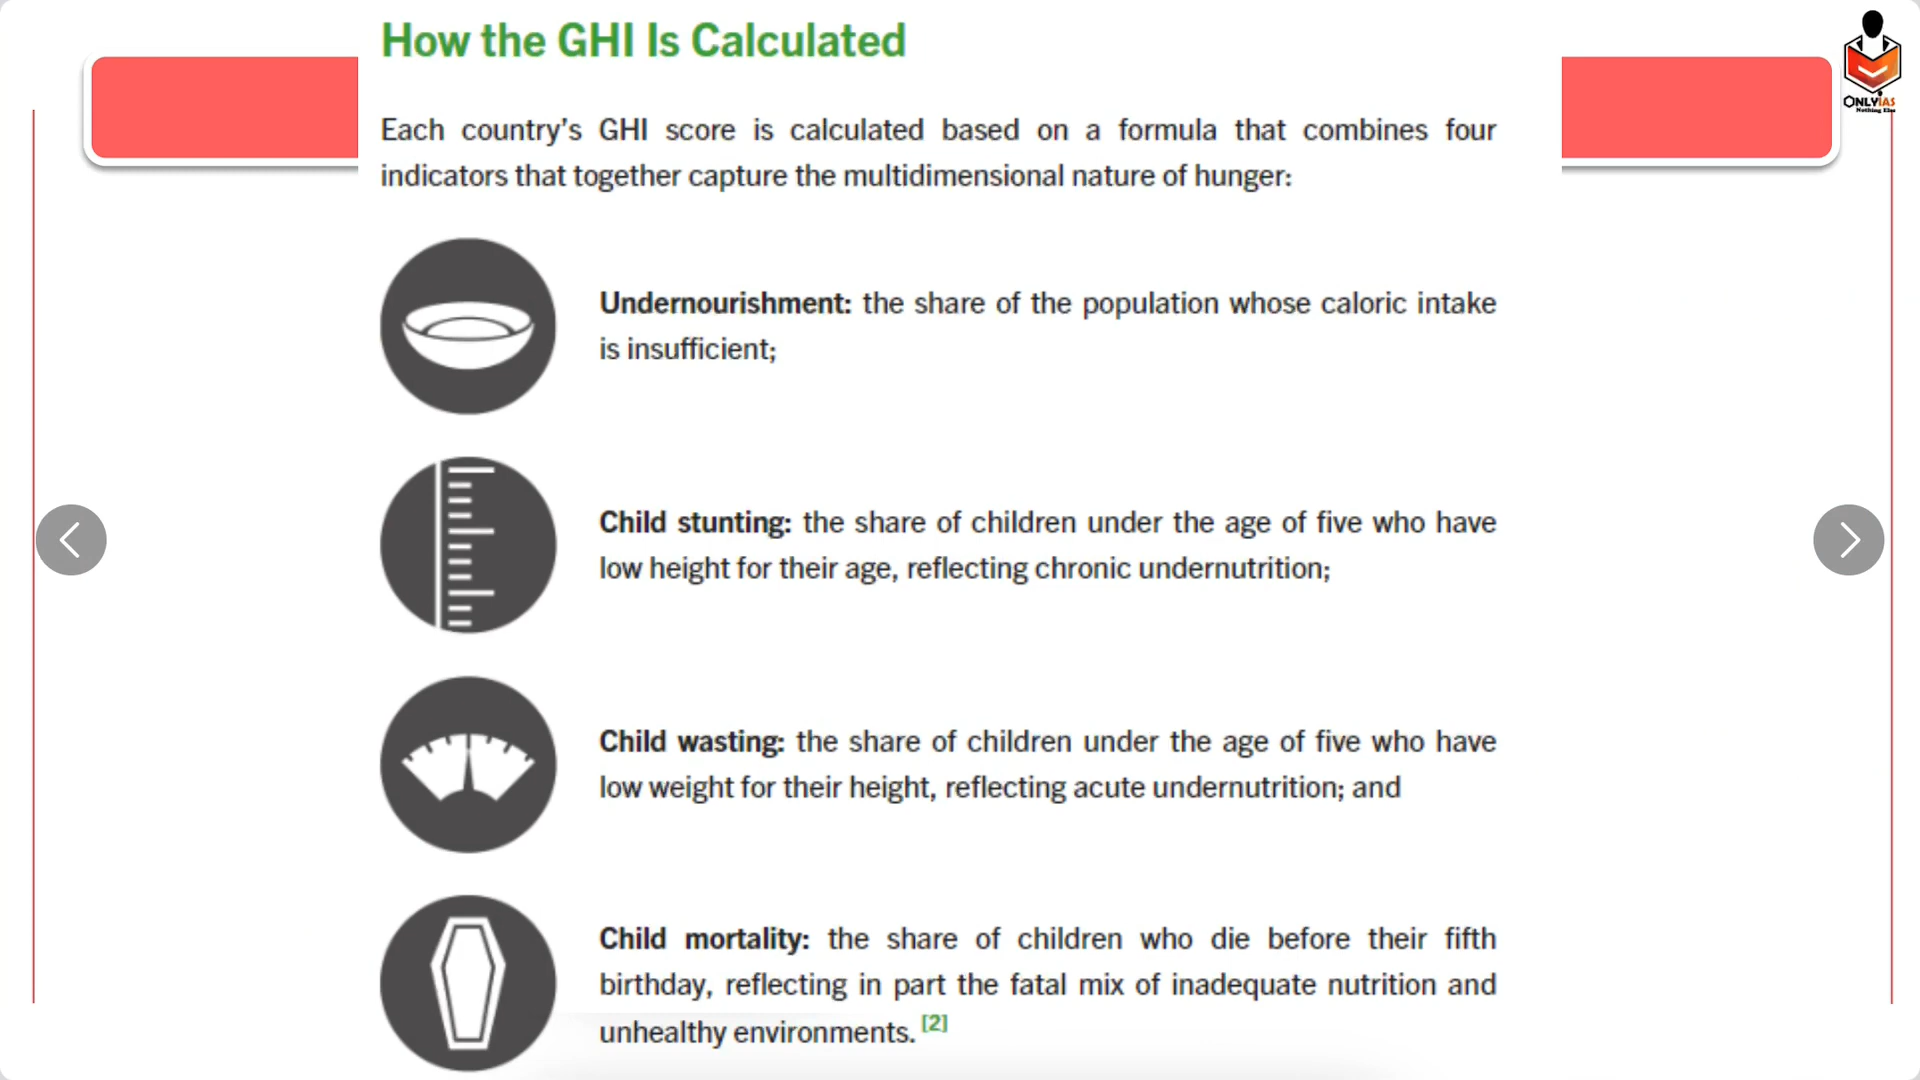 How the GHI Is Calculated
ONLYIAS
Nothing Else
Each country's GHI score is calculated based on a formula that combines four
indicators that together capture the multidimensional nature of hunger:
Undernourishment: the share of the population whose caloric intake
is insufficient;
Child stunting: the share of children under the age of five who have
low height for their age, reflecting chronic undernutrition;
Child wasting: the share of children under the age of five who have
low weight for their height, reflecting acute undernutrition; and
Child mortality: the share of children who die before their fifth
birthday, reflecting in part the fatal mix of inadequate nutrition and
unhealthy environments. [2]